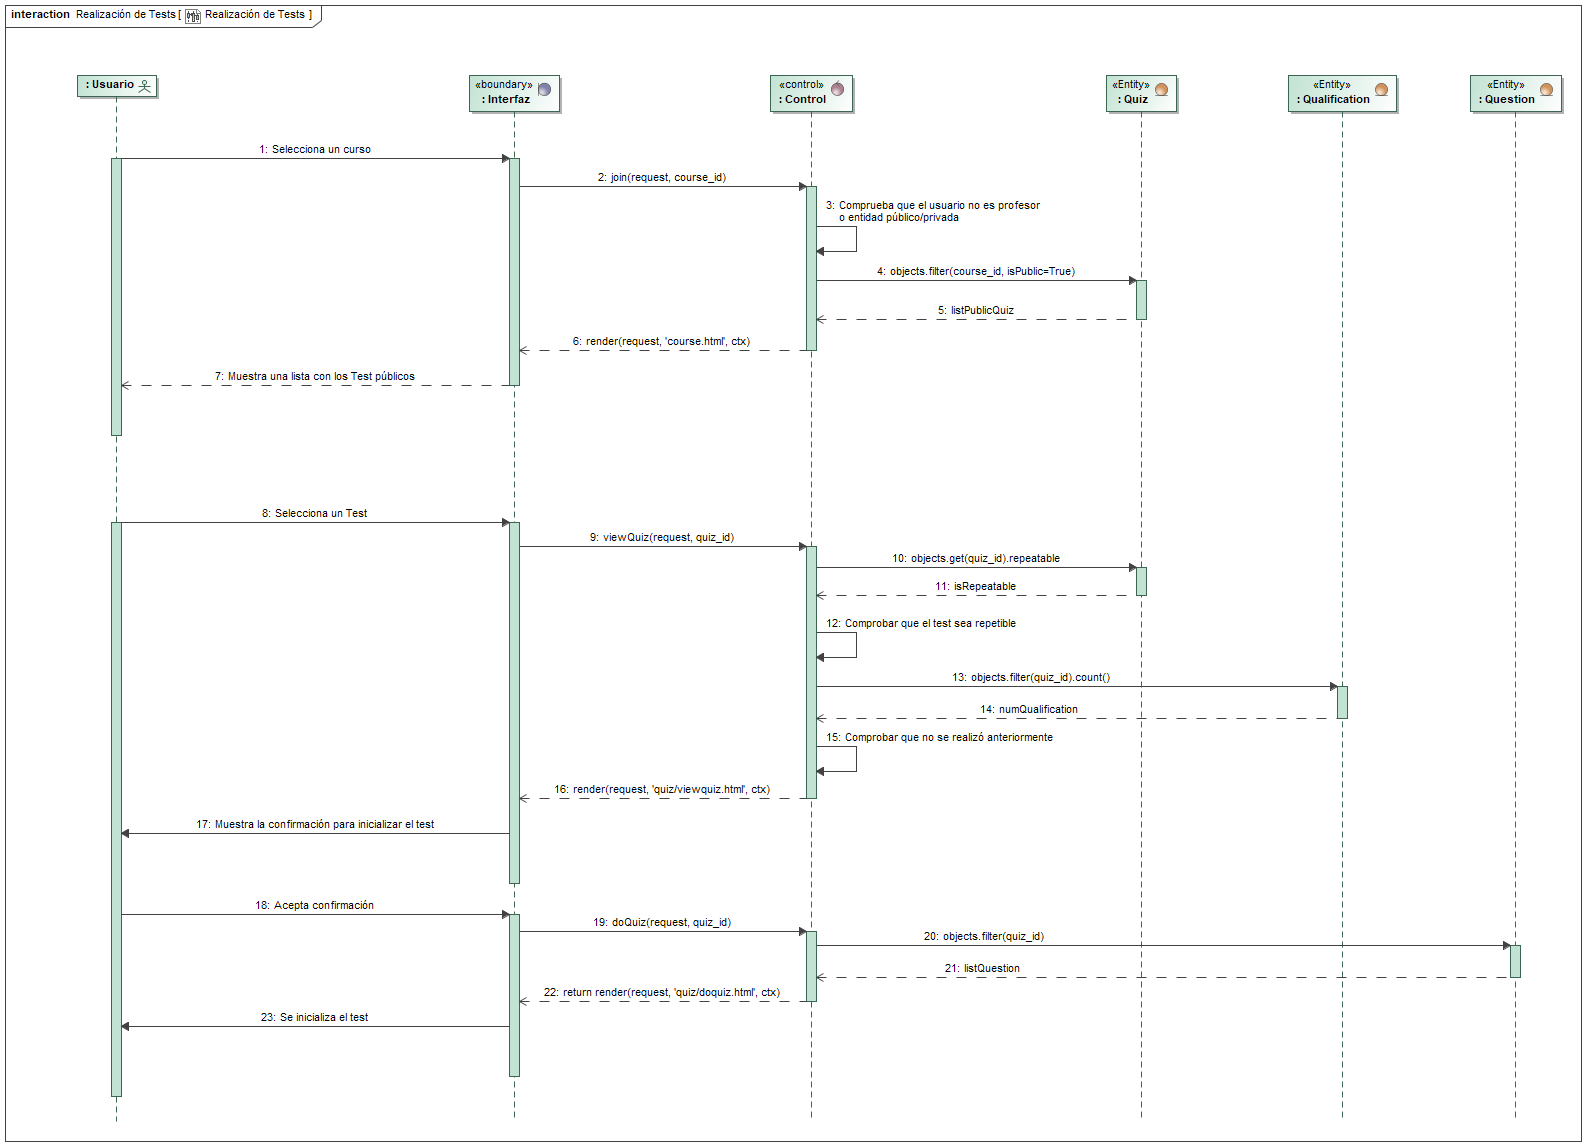 interaction Realización de Tests [ Realización de Tests ]
: Usuario
«boundary»
: Interfaz
«control»
: Control
«Entity»
: Quiz
«Entity»
: Qualification
«Entity»
: Question
1: Selecciona un curso
2: join(request, course_id)
3: Comprueba que el usuario no es profesor
o entidad público/privada
4: objects.filter(course_id, isPublic=True)
5: listPublicQuiz
6: render(request, 'course.html', ctx)
7: Muestra una lista con los Test públicos
8: Selecciona un Test
9: viewQuiz(request, quiz_id)
10: objects.get(quiz_id).repeatable
11: isRepeatable
12: Comprobar que el test sea repetible
13: objects.filter(quiz_id).count()
14: numQualification
15: Comprobar que no se realizó anteriormente
16: render(request, 'quiz/viewquiz.html', ctx)
17: Muestra la confirmación para inicializar el test
18: Acepta confirmación
19: doQuiz(request, quiz_id)
20: objects.filter(quiz_id)
21: listQuestion
22: return render(request, 'quiz/doquiz.html', ctx)
23: Se inicializa el test